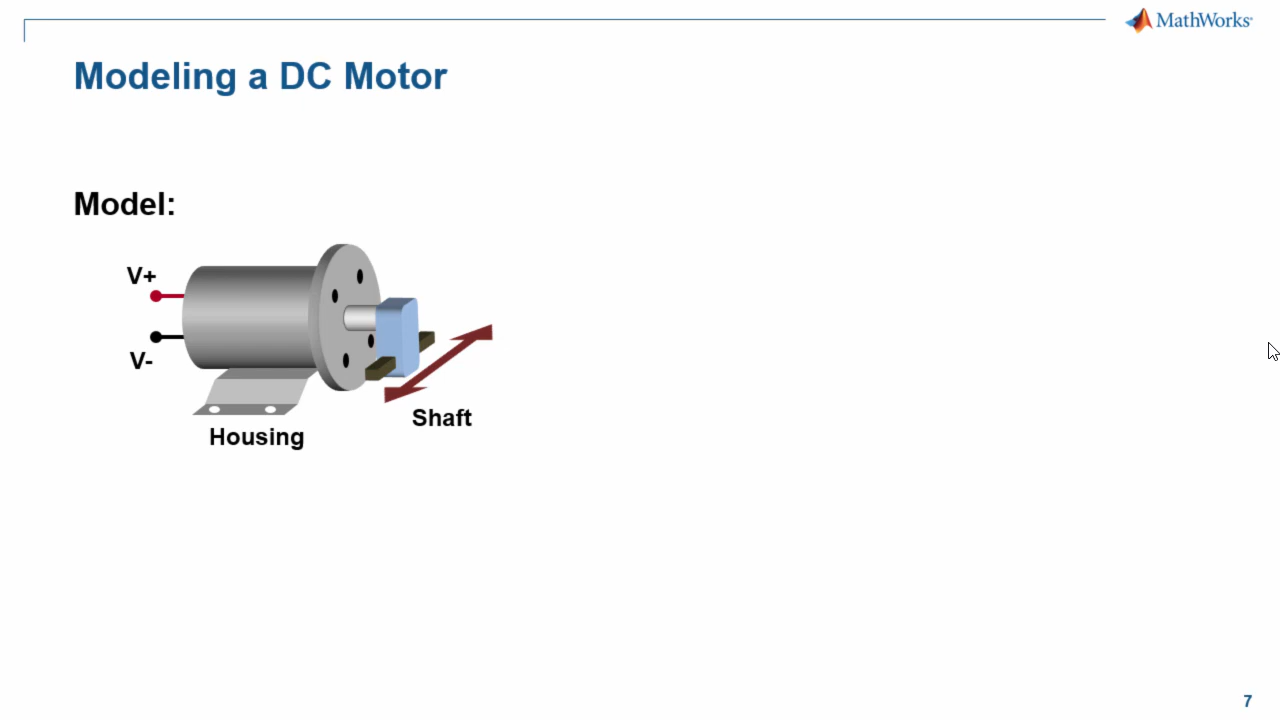 MathWorks
Modeling a DC Motor
Model:
V+
V-
Shaft
Housing
7